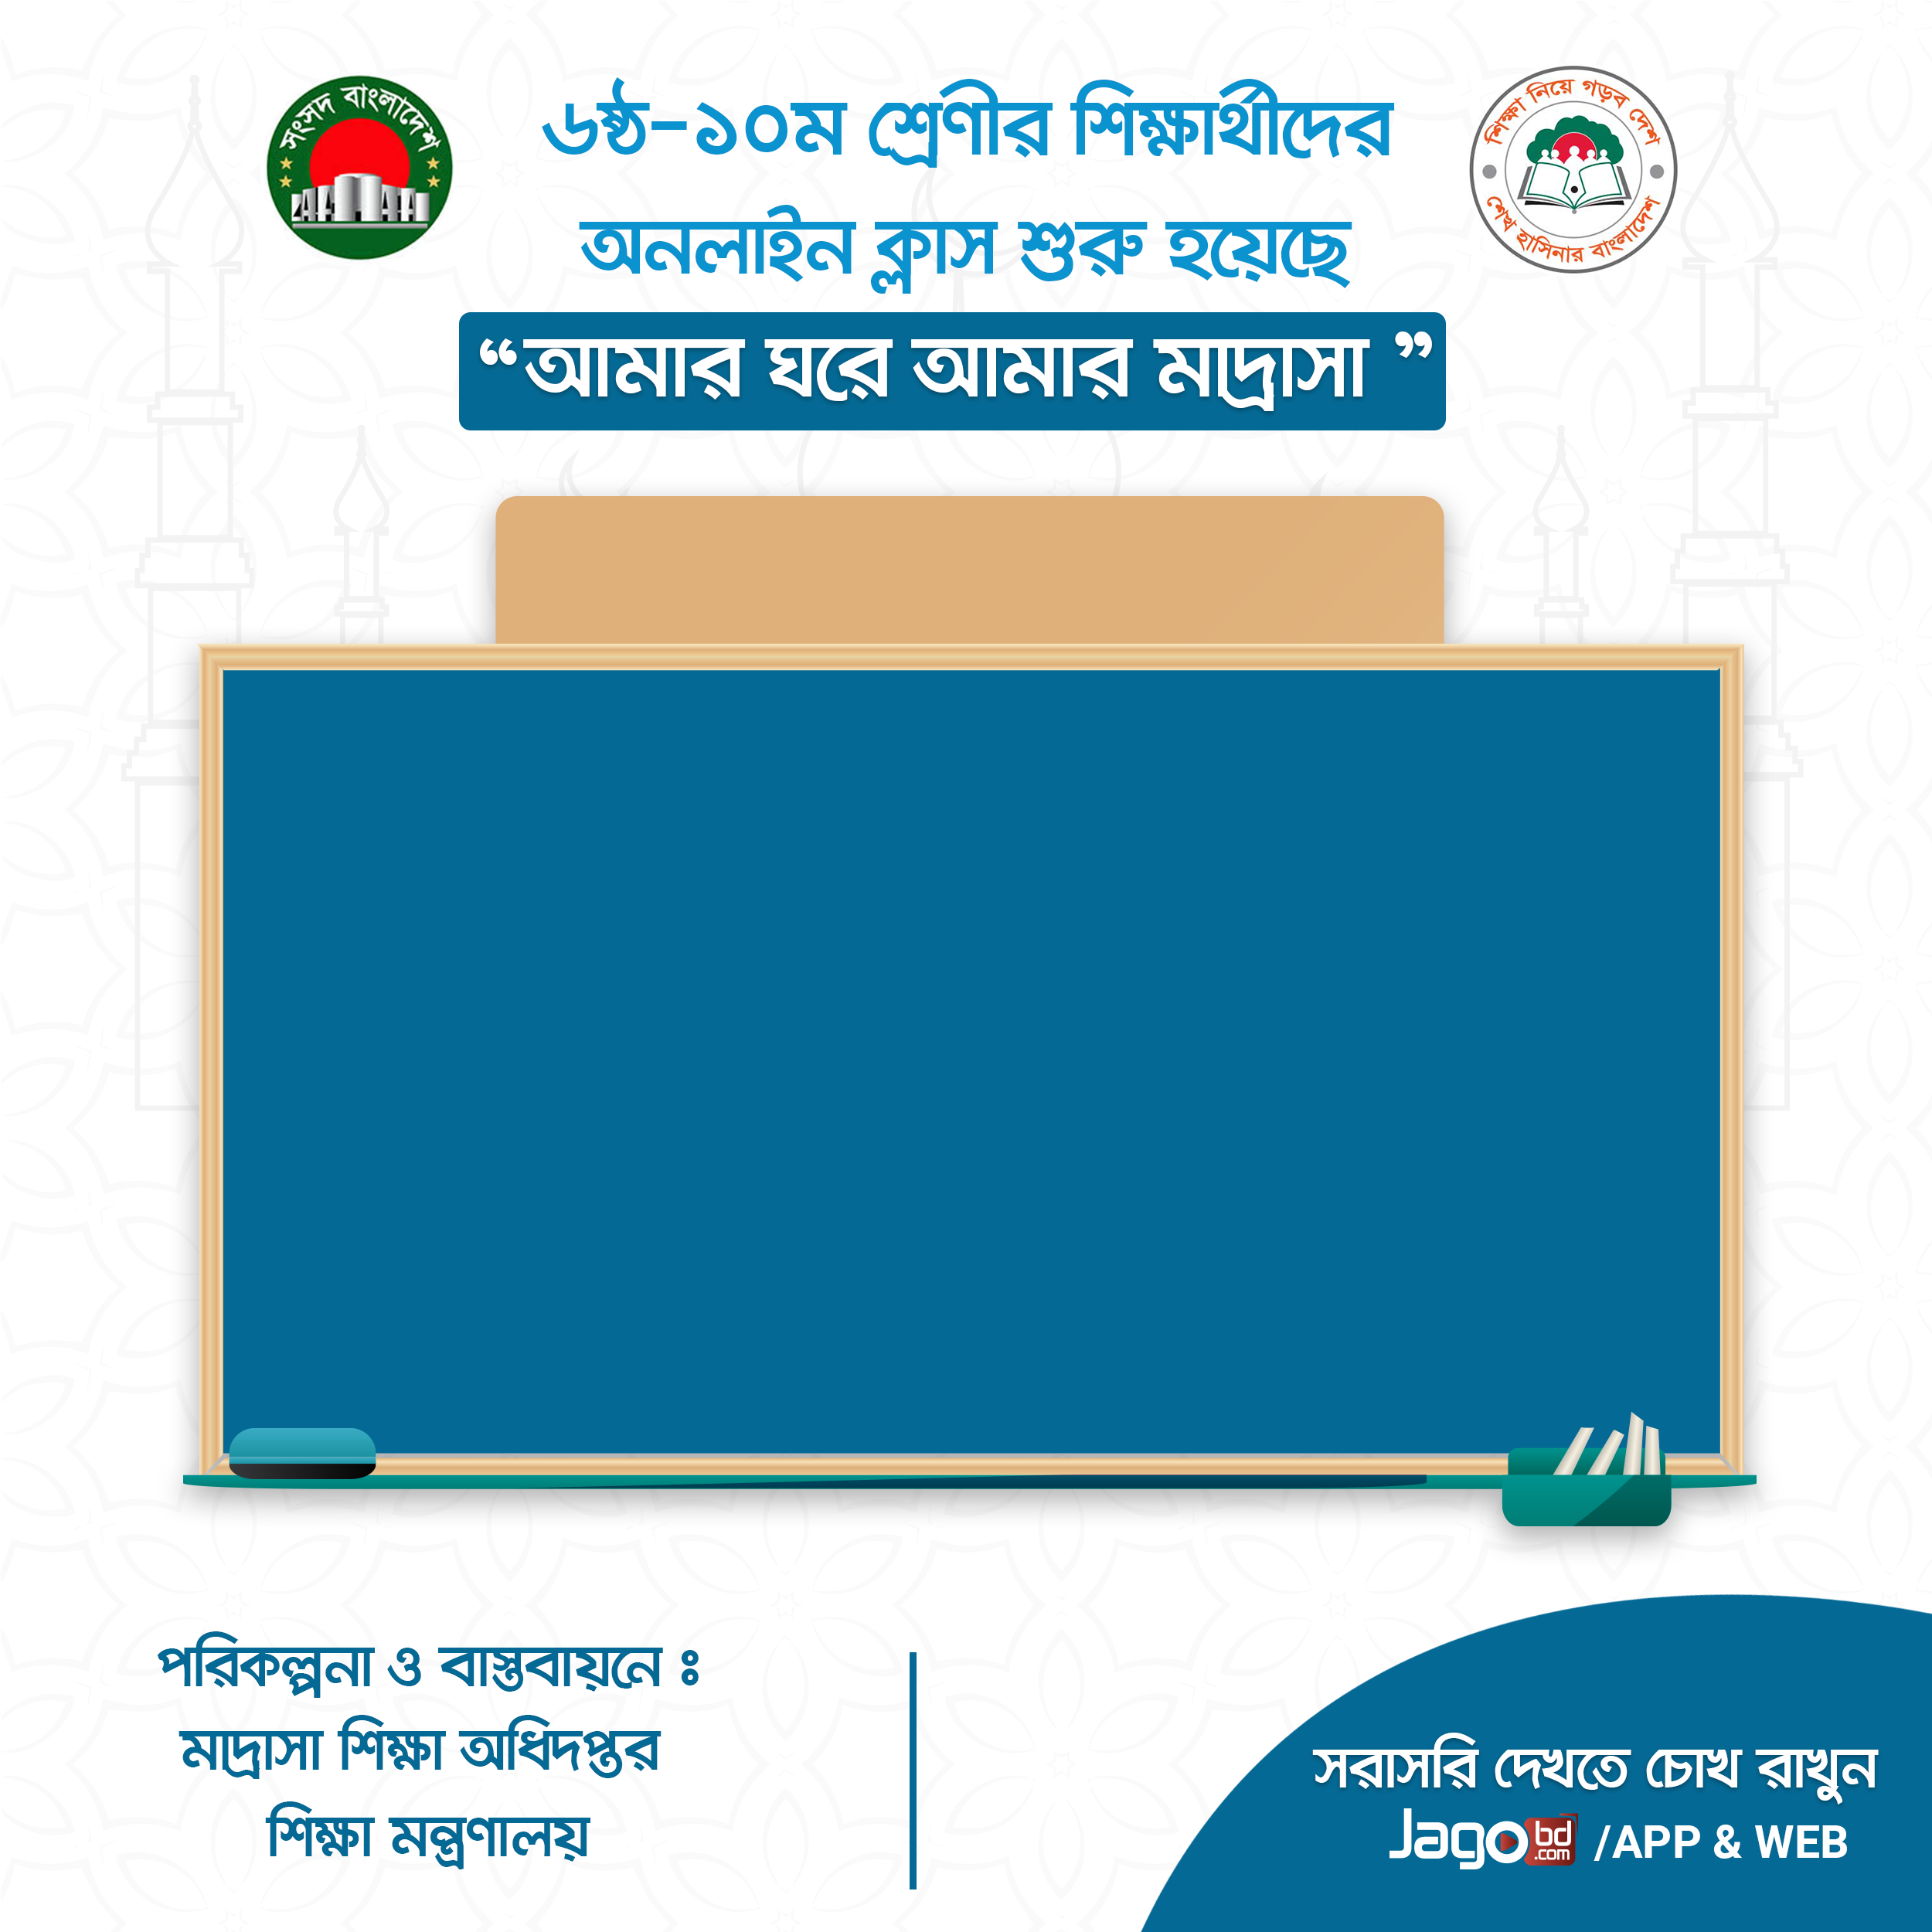 সংসদ বাংলাদেশ
৬ষ্ঠ-১০ম শ্রেণীর শিক্ষার্থীদের
অনলাইন ক্লাস শুরু হয়েছে
“আমার ঘরে আমার মাদ্রাসা ”
শিক্ষা নিয়ে গড়ব দেশ
শেখ হাসিনার বাংলাদেশ
পরিকল্পনা ও বাস্তবায়নে ঃ
মাদ্রাসা শিক্ষা অধিদপ্তর
শিক্ষা মন্ত্রণালয়
সরাসরি দেখতে চোখ রাখুন
Jagobd.com /APP & WEB